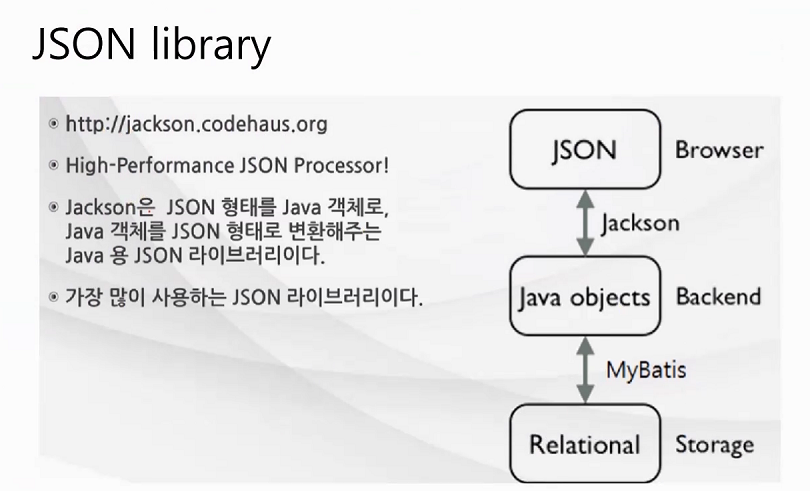 JSON library
http://jackson.codehaus.org
High-Performance JSON Processor!
Jackson은 JSON 형태를 Java 객체로,
Java 객체를 JSON 형태로 변환해주는
Java 용 JSON 라이브러리이다.
가장 많이 사용하는 JSON 라이브러리이다.
JSON
Browser
Jackson
Java objects
Backend
MyBatis
Relational
Storage